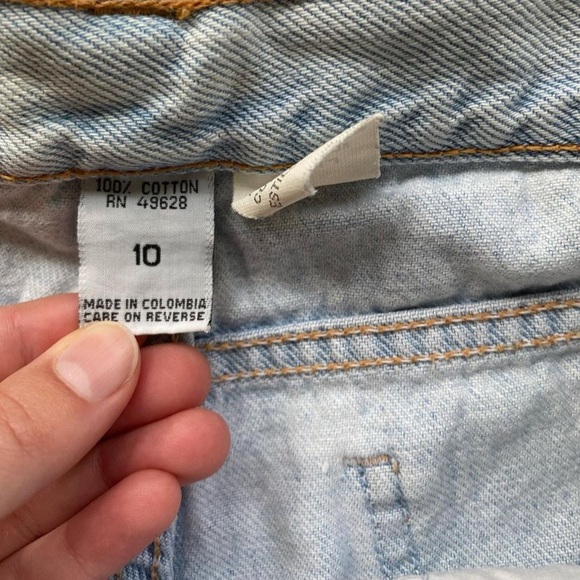 100% COTTON
RN 49628
10
MADE IN COLOMBIA
CARE ON REVERSE